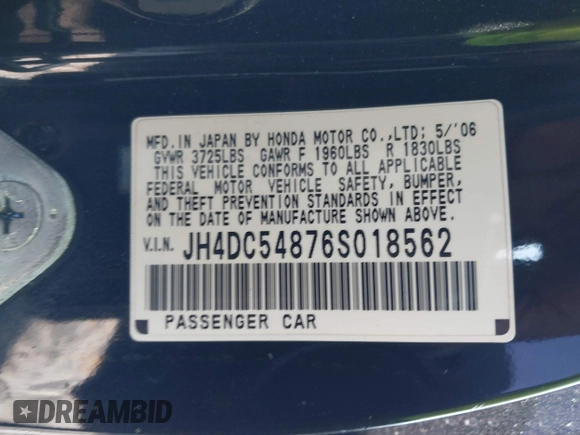 MFD. IN JAPAN BY HONDA MOTOR CO.,LTD; 5/'06
GVWR 3725LBS GAWR F 1960LBS R 1830LBS
THIS VEHICLE CONFORMS TO ALL APPLICABLE
FEDERAL MOTOR VEHICLE SAFETY, BUMPER,
AND THEFT PREVENTION STANDARDS IN EFFECT
ON THE DATE OF MANUFACTURE SHOWN ABOVE.
V.I.N. JH4DC54876S018562
PASSENGER CAR
DREAMBID